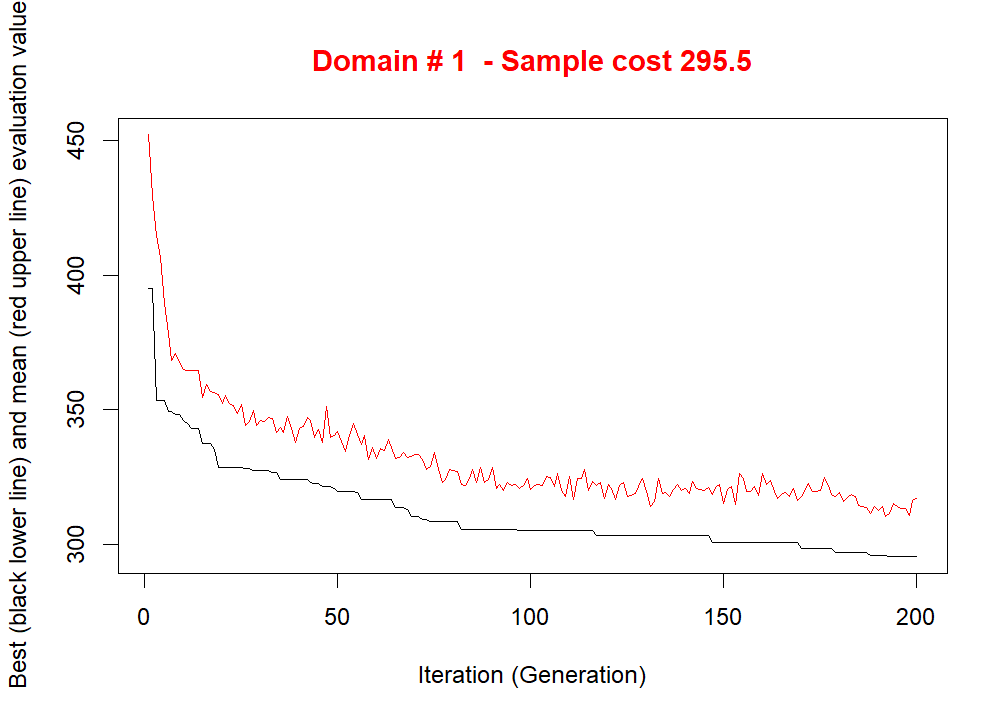 Domain # 1  - Sample cost 295.5
Best (black lower line) and mean (red upper line) evaluation value
450
400
350
300
0 50 100 150 200
Iteration (Generation)